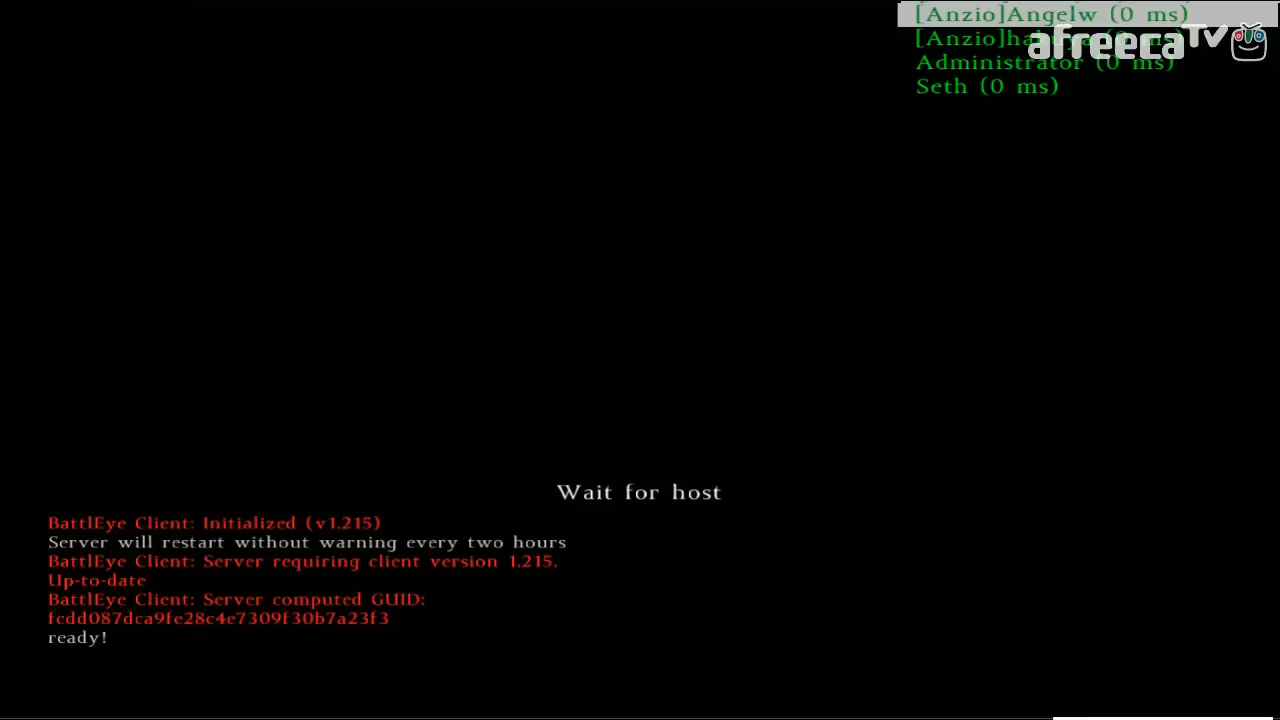 [Anzio]Angelw (0 ms)
afreecaTV
Administrator (0 ms)
Seth (0 ms)
Wait for host
BattlEye Client: Initialized (v1.215)
Server will restart without warning every two hours
BattlEye Client: Server requiring client version 1.215.
Up-to-date
BattlEye Client: Server computed GUID:
fcdd087dca9fe28c4e7309f30b7a23f3
ready!